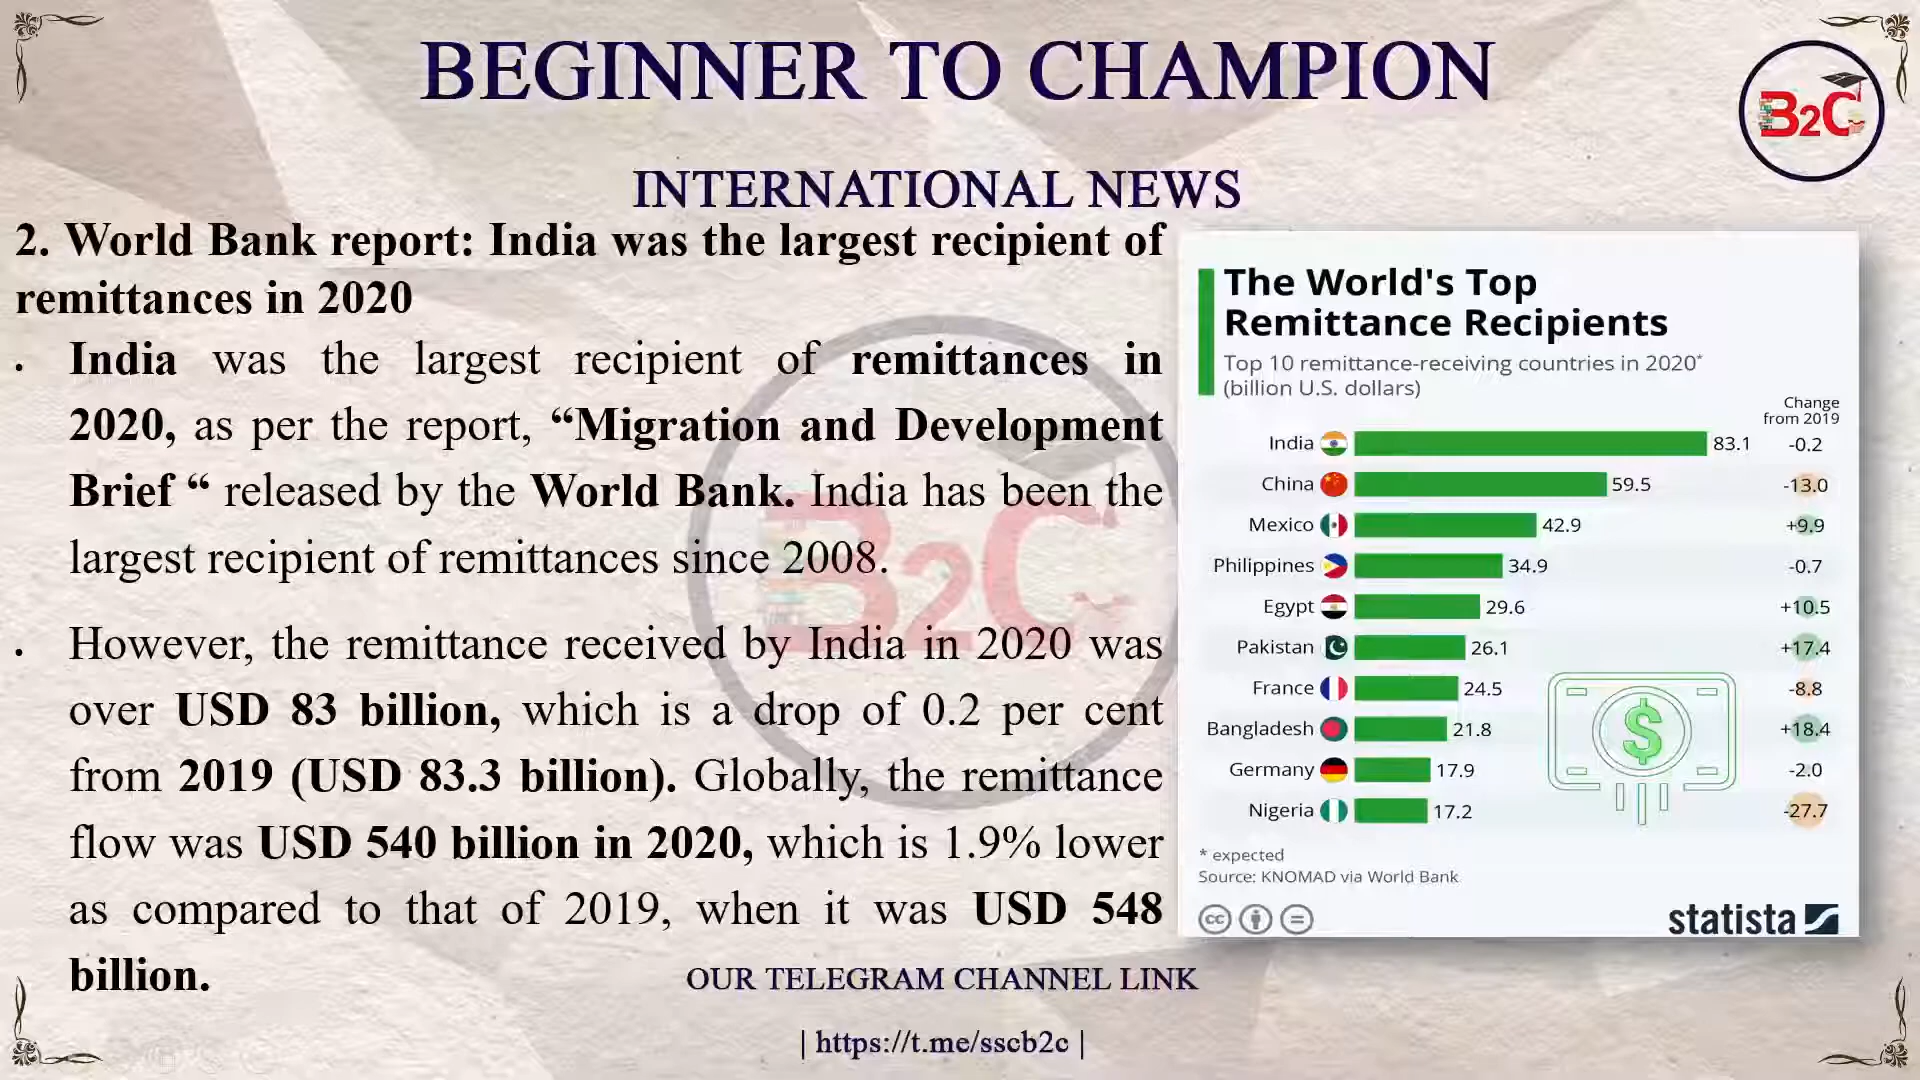 BEGINNER TO CHAMPION
B2C
INTERNATIONAL NEWS
2. World Bank report: India was the largest recipient of
remittances in 2020
• India was the largest recipient of remittances in
2020, as per the report, “Migration and Development
Brief “ released by the World Bank. India has been the
largest recipient of remittances since 2008.
• However, the remittance received by India in 2020 was
over USD 83 billion, which is a drop of 0.2 per cent
from 2019 (USD 83.3 billion). Globally, the remittance
flow was USD 540 billion in 2020, which is 1.9% lower
as compared to that of 2019, when it was USD 548
billion.
B2C
The World's Top
Remittance Recipients
Top 10 remittance-receiving countries in 2020*
(billion U.S. dollars)
Change
from 2019
India 83.1 -0.2
China 59.5 -13.0
Mexico 42.9 +9.9
Philippines 34.9 -0.7
Egypt 29.6 +10.5
Pakistan 26.1 +17.4
France 24.5 -8.8
Bangladesh 21.8 +18.4
$
Germany 17.9 -2.0
Nigeria 17.2 -27.7
* expected
Source: KNOMAD via World Bank
cc
statista
OUR TELEGRAM CHANNEL LINK
| https://t.me/sscb2c |